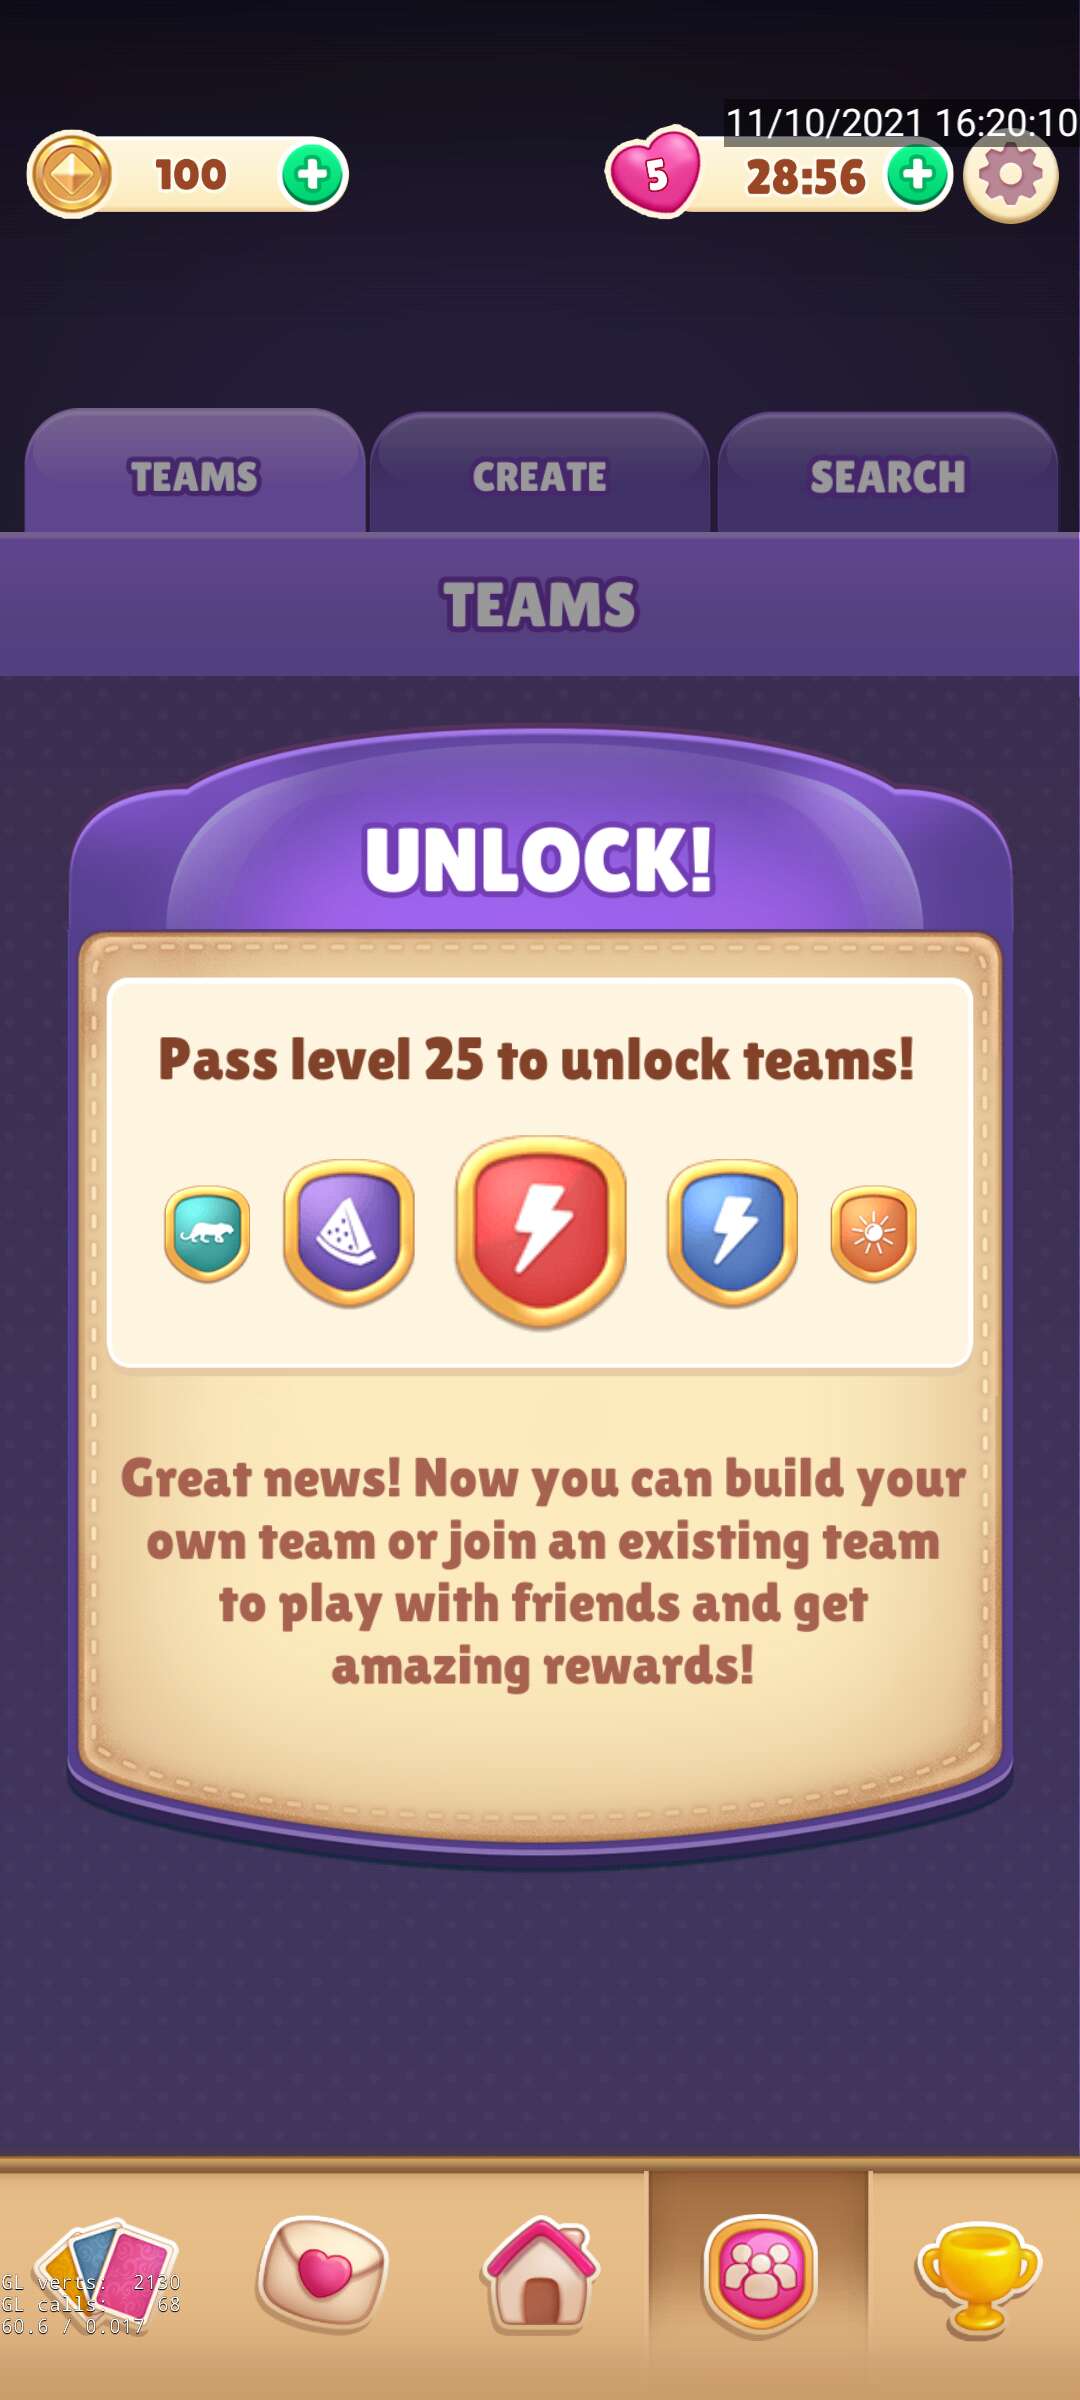 11/10/2021 16:20:10
100
5
28:56
TEAMS
CREATE
SEARCH
TEAMS
UNLOCK!
Pass level 25 to unlock teams!
Great news! Now you can build your
own team or join an existing team
to play with friends and get
amazing rewards!
GL verts: 2130
GL calls: 68
60.6 / 0.017